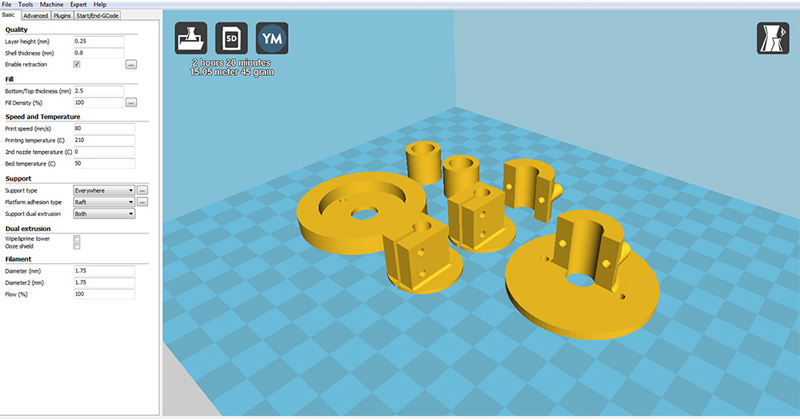 File Tools Machine Expert Help
Basic Advanced Plugins Start/End-GCode
Quality
Layer height (mm) 0.25
Shell thickness (mm) 0.8
Enable retraction ...
Fill
Bottom/Top thickness (mm) 2.5
Fill Density (%) 100 ...
Speed and Temperature
Print speed (mm/s) 80
Printing temperature (C) 210
2nd nozzle temperature (C) 0
Bed temperature (C) 50
Support
Support type Everywhere ...
Platform adhesion type Raft ...
Support dual extrusion Both
Dual extrusion
Wipe&prime tower
Ooze shield
Filament
Diameter (mm) 1.75
Diameter2 (mm) 1.75
Flow (%) 100
SD YM
2 hours 20 minutes
15.05 meter 45 gram